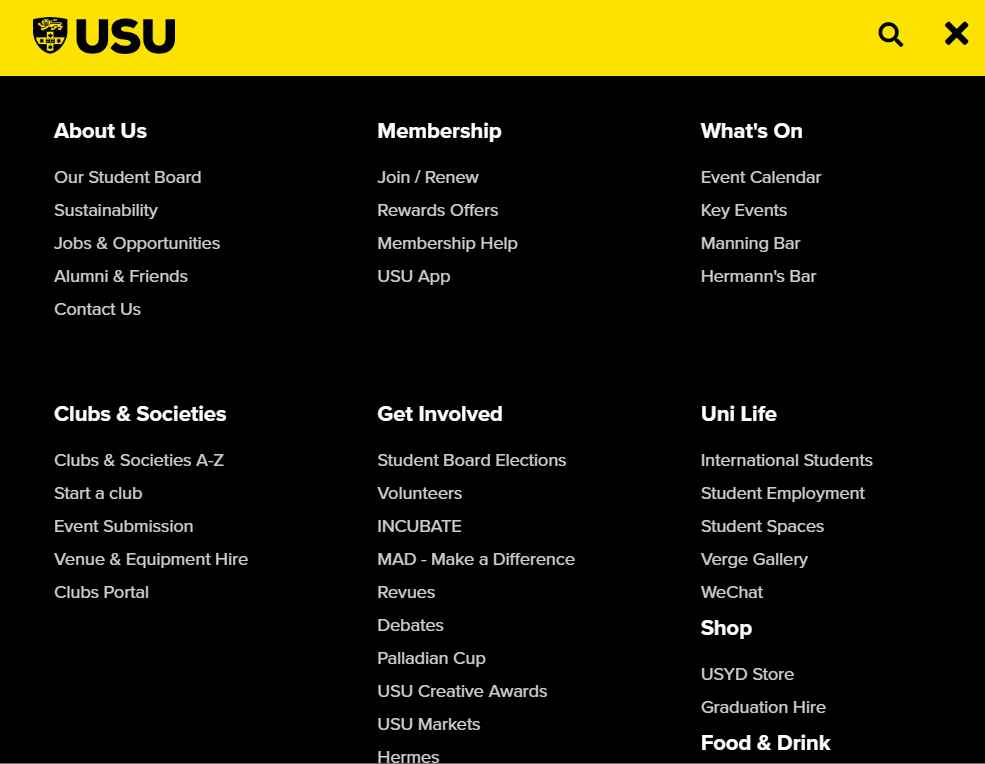 USU
About Us
Our Student Board
Sustainability
Jobs & Opportunities
Alumni & Friends
Contact Us
Membership
Join / Renew
Rewards Offers
Membership Help
USU App
What's On
Event Calendar
Key Events
Manning Bar
Hermann's Bar
Clubs & Societies
Clubs & Societies A-Z
Start a club
Event Submission
Venue & Equipment Hire
Clubs Portal
Get Involved
Student Board Elections
Volunteers
INCUBATE
MAD - Make a Difference
Revues
Debates
Palladian Cup
USU Creative Awards
USU Markets
Hermes
Uni Life
International Students
Student Employment
Student Spaces
Verge Gallery
WeChat
Shop
USYD Store
Graduation Hire
Food & Drink